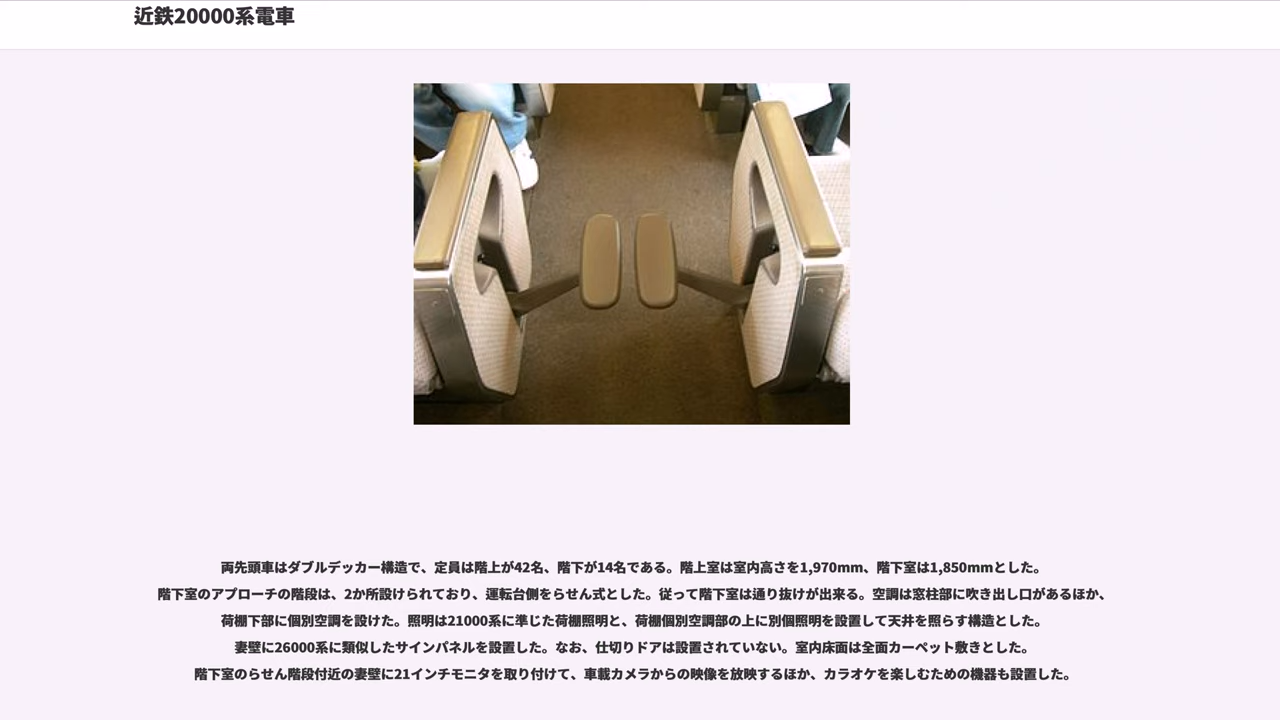 近鉄20000系電車
両先頭車はダブルデッカー構造で、定員は階上が42名、階下が14名である。階上室は室内高さを1,970mm、階下室は1,850mmとした。
階下室のアプローチの階段は、2か所設けられており、運転台側をらせん式とした。従って階下室は通り抜けが出来る。空調は窓柱部に吹き出し口があるほか、
荷棚下部に個別空調を設けた。照明は21000系に準じた荷棚照明と、荷棚個別空調部の上に別個照明を設置して天井を照らす構造とした。
妻壁に26000系に類似したサインパネルを設置した。なお、仕切りドアは設置されていない。室内床面は全面カーペット敷きとした。
階下室のらせん階段付近の妻壁に21インチモニタを取り付けて、車載カメラからの映像を放映するほか、カラオケを楽しむための機器も設置した。